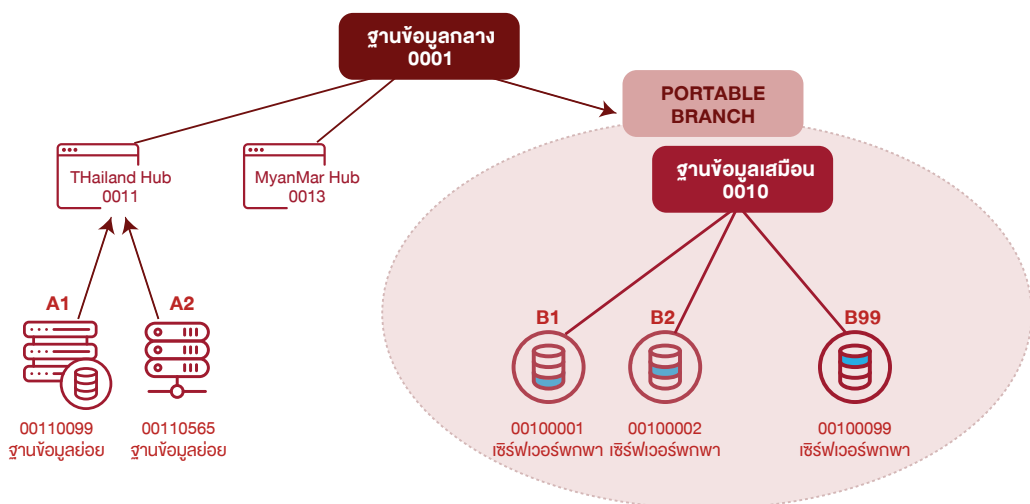 ฐานข้อมูลกลาง
0001
PORTABLE
BRANCH
THailand Hub
0011
MyanMar Hub
0013
ฐานข้อมูลเสมือน
0010
A1
A2
B1
B2
B99
00110099
ฐานข้อมูลย่อย
00110565
ฐานข้อมูลย่อย
00100001
เซิร์ฟเวอร์พกพา
00100002
เซิร์ฟเวอร์พกพา
00100099
เซิร์ฟเวอร์พกพา